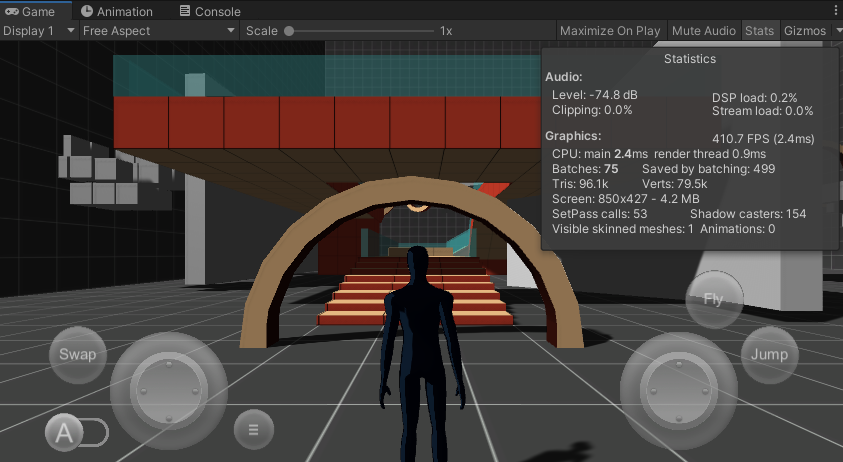 Game Animation Console
Display 1 Free Aspect Scale 1x Maximize On Play Mute Audio Stats Gizmos
Statistics
Audio:
Level: -74.8 dB DSP load: 0.2%
Clipping: 0.0% Stream load: 0.0%
Graphics: 410.7 FPS (2.4ms)
CPU: main 2.4ms render thread 0.9ms
Batches: 75 Saved by batching: 499
Tris: 96.1k Verts: 79.5k
Screen: 850x427 - 4.2 MB
SetPass calls: 53 Shadow casters: 154
Visible skinned meshes: 1 Animations: 0
Fly
Swap Jump
A